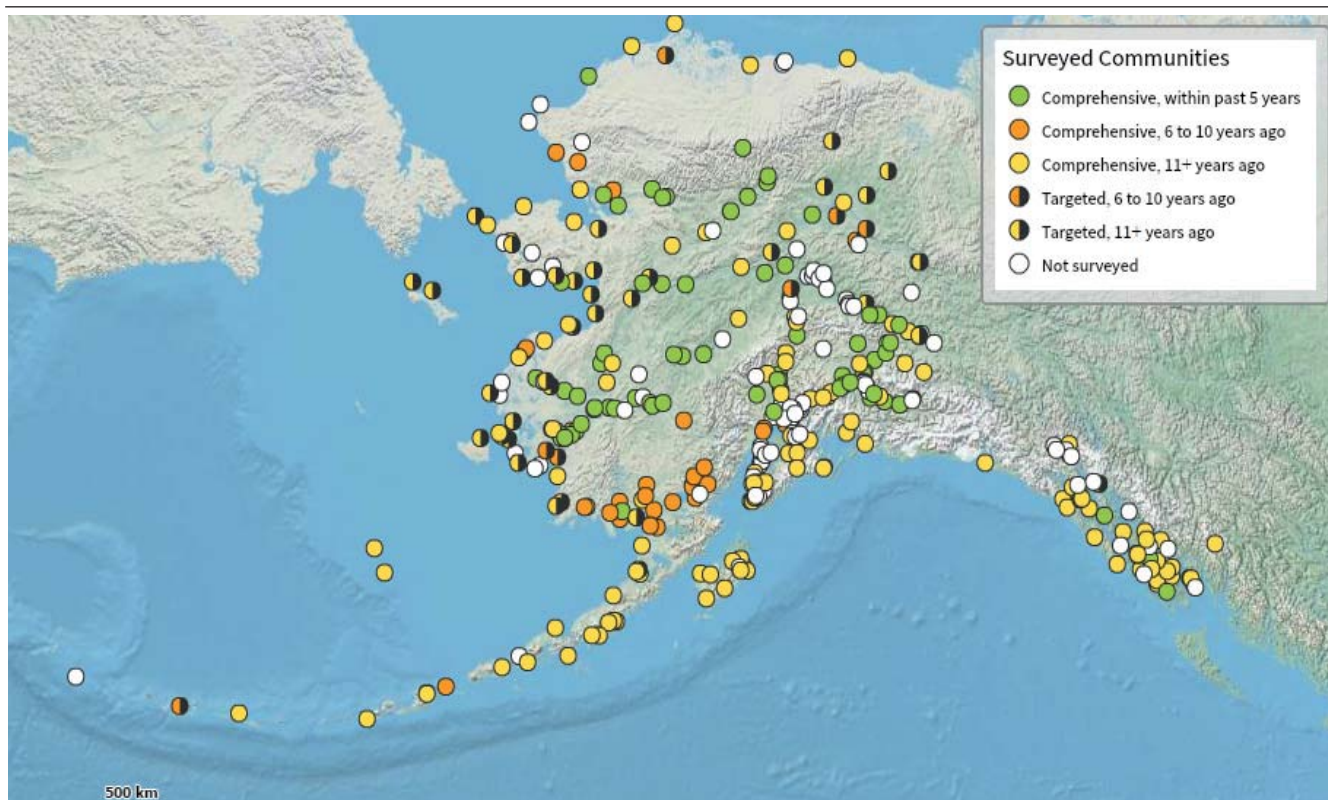 Surveyed Communities
Comprehensive, within past 5 years
Comprehensive, 6 to 10 years ago
Comprehensive, 11+ years ago
Targeted, 6 to 10 years ago
Targeted, 11+ years ago
Not surveyed
500 km